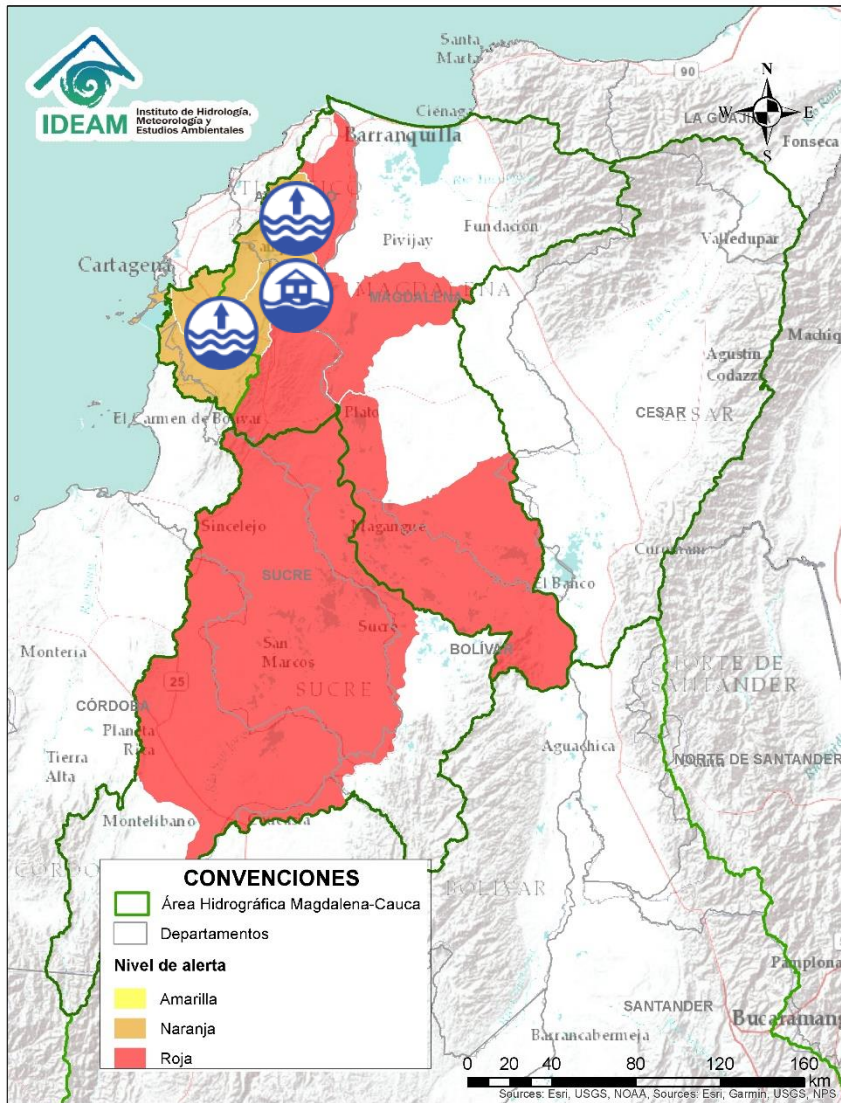 IDEAM
Instituto de Hidrología,
Meteorología y
Estudios Ambientales
Santa
Marta
90
N
W
E
S
LA GUAJI
Fonseca
Ciénaga
Barranquilla
Pivijay
Fundación
Valledupar
Cartagena
MAGDALENA
MAGDALENA
Agustín
Codazzi
CESAR
CESAR
El Carmen de Bolívar
Plato
Sincelejo
Magangué
SUCRE
El Banco
San
Marcos
Sucre
SUCRE
BOLÍVAR
Montería
25
CÓRDOBA
Planeta
Rica
Tierra
Alta
NORTE DE
SANTANDER
NORTE DE SANTANDER
Aguachica
Montelíbano
BOLÍVAR
CONVENCIONES
Área Hidrográfica Magdalena-Cauca
Departamentos
Nivel de alerta
Amarilla
Naranja
Roja
SANTANDER
Pamplona
Bucaramang
Barrancabermeja
0 20 40 80 120 160
km
Sources: Esri, USGS, NOAA, Sources: Esri, Garmin, USGS, NPS